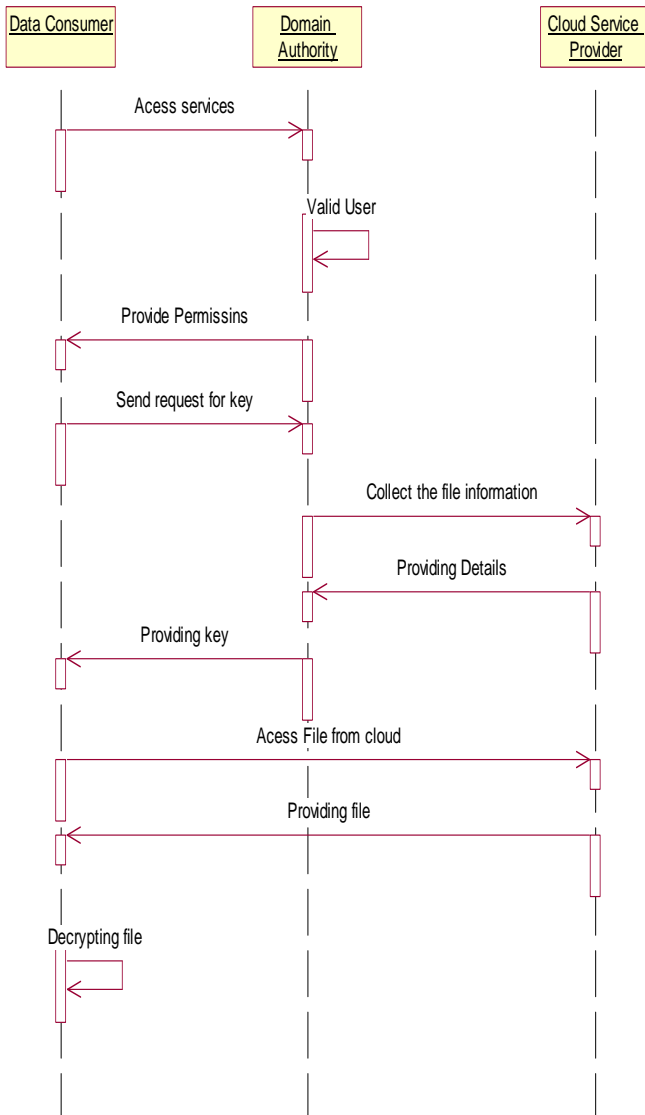 Data Consumer
Domain
Authority
Cloud Service
Provider
Acess services
Valid User
Provide Permissins
Send request for key
Collect the file information
Providing Details
Providing key
Acess File from cloud
Providing file
Decrypting file